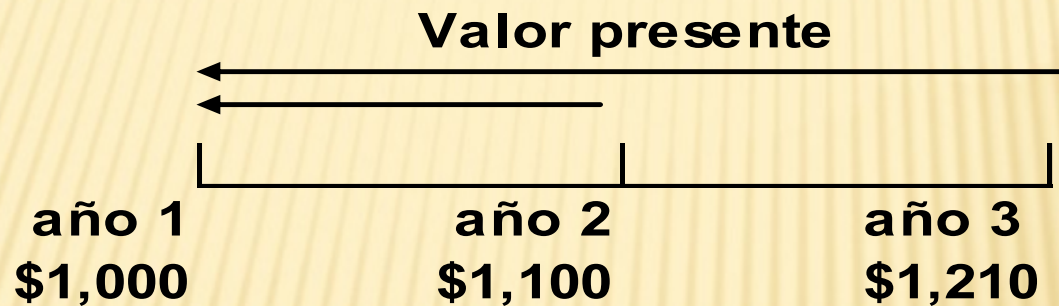 Valor presente
año 1 año 2 año 3
$1,000 $1,100 $1,210